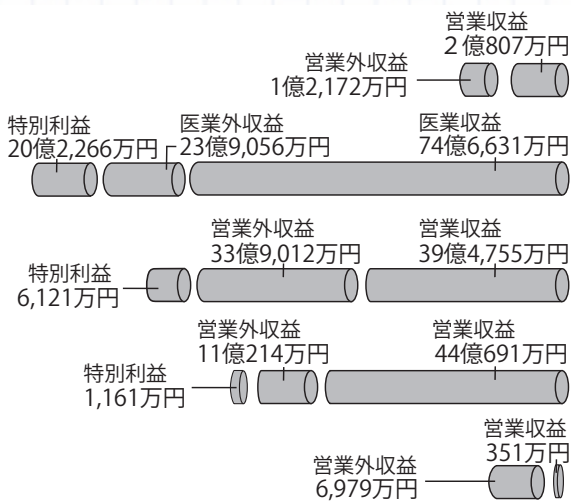 営業収益
2億807万円
営業外収益
1億2,172万円
特別利益
20億2,266万円
医業外収益
23億9,056万円
医業収益
74億6,631万円
営業外収益
33億9,012万円
営業収益
39億4,755万円
特別利益
6,121万円
営業外収益
11億214万円
営業収益
44億691万円
特別利益
1,161万円
営業収益
351万円
営業外収益
6,979万円